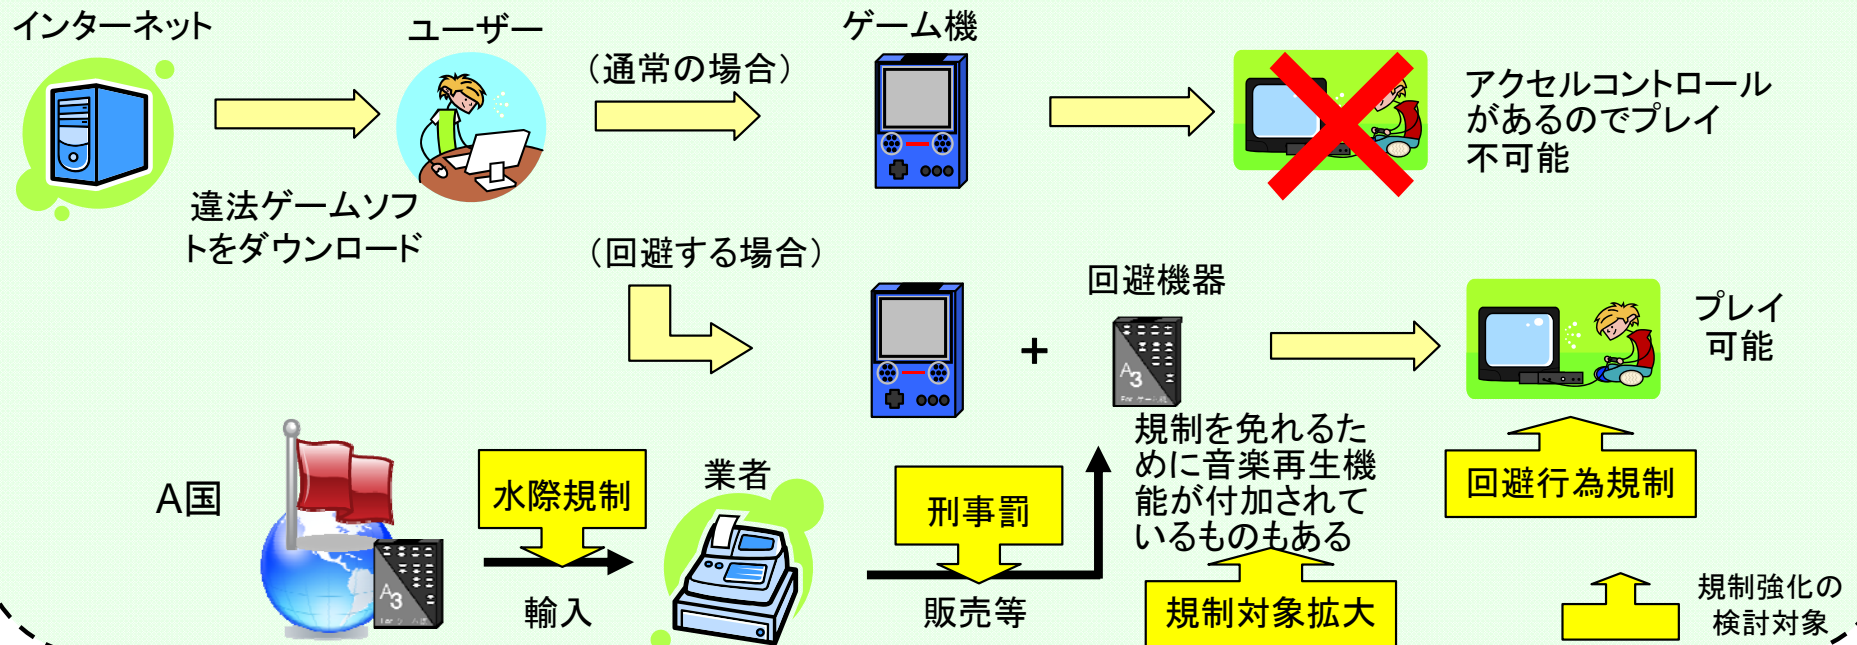 インターネット
ユーザー
(通常の場合)
ゲーム機
アクセルコントロール
があるのでプレイ
不可能
違法ゲームソフ
トをダウンロード
(回避する場合)
回避機器
+
A3
For ゲーム機
プレイ
可能
規制を免れるた
めに音楽再生機
能が付加されて
いるものもある
A国
A3
水際規制
輸入
業者
刑事罰
販売等
規制対象拡大
回避行為規制
規制強化の
検討対象